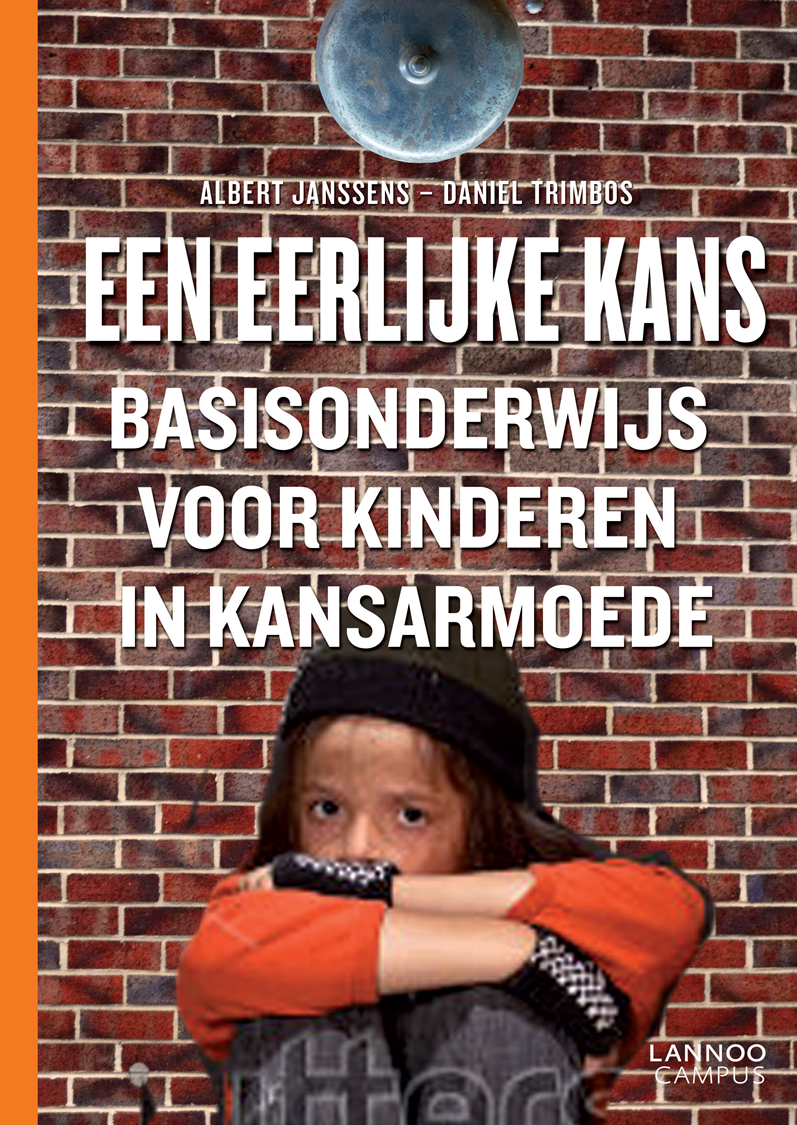 ALBERT JANSSENS – DANIEL TRIMBOS
EEN EERLIJKE KANS
BASISONDERWIJS
VOOR KINDEREN
IN KANSARMOEDE
LANNOO
CAMPUS